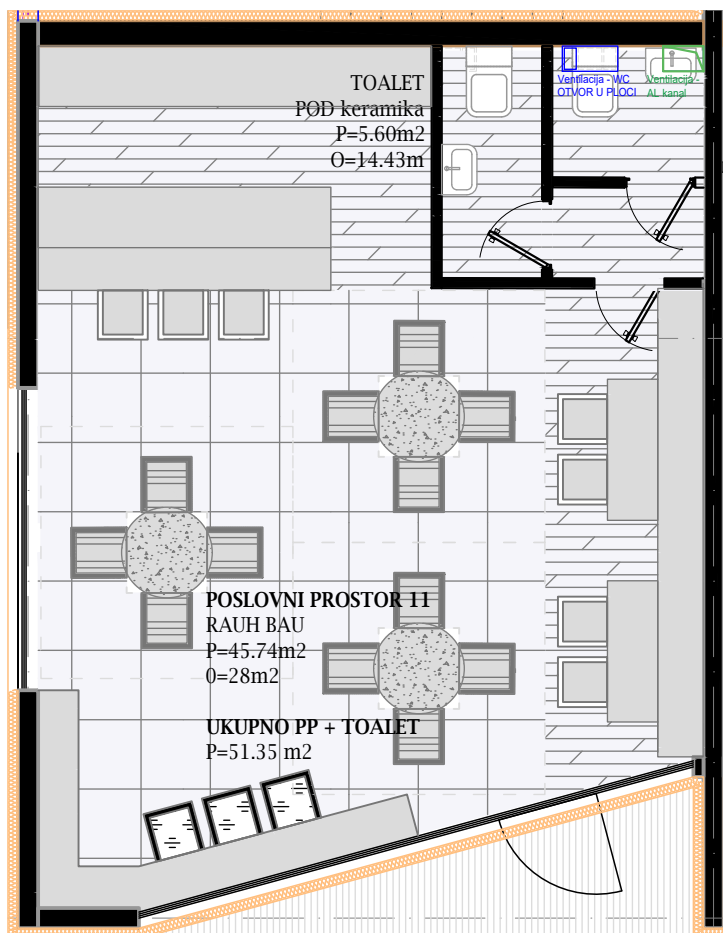 TOALET
POD keramika
P=5.60m2
O=14.43m
Ventilacija - WC
OTVOR U PLOCI
Ventilacija -
AL kanal
POSLOVNI PROSTOR 11
RAUH BAU
P=45.74m2
0=28m2
UKUPNO PP + TOALET
P=51.35 m2